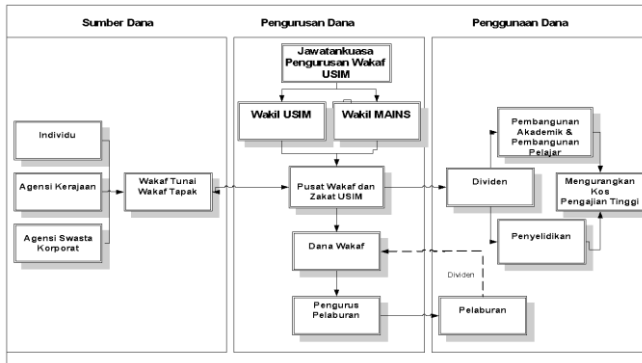 Sumber Dana
Pengurusan Dana
Penggunaan Dana
Jawatankuasa
Pengurusan Wakaf
USIM
Wakil USIM
Wakil MAINS
Individu
Agensi Kerajaan
Agensi Swasta
Korporat
Wakaf Tunai
Wakaf Tapak
Pusat Wakaf dan
Zakat USIM
Dana Wakaf
Pengurus
Pelaburan
Pembangunan
Akademik &
Pembangunan
Pelajar
Dividen
Mengurangkan
Kos
Pengajian Tinggi
Penyelidikan
Dividen
Pelaburan